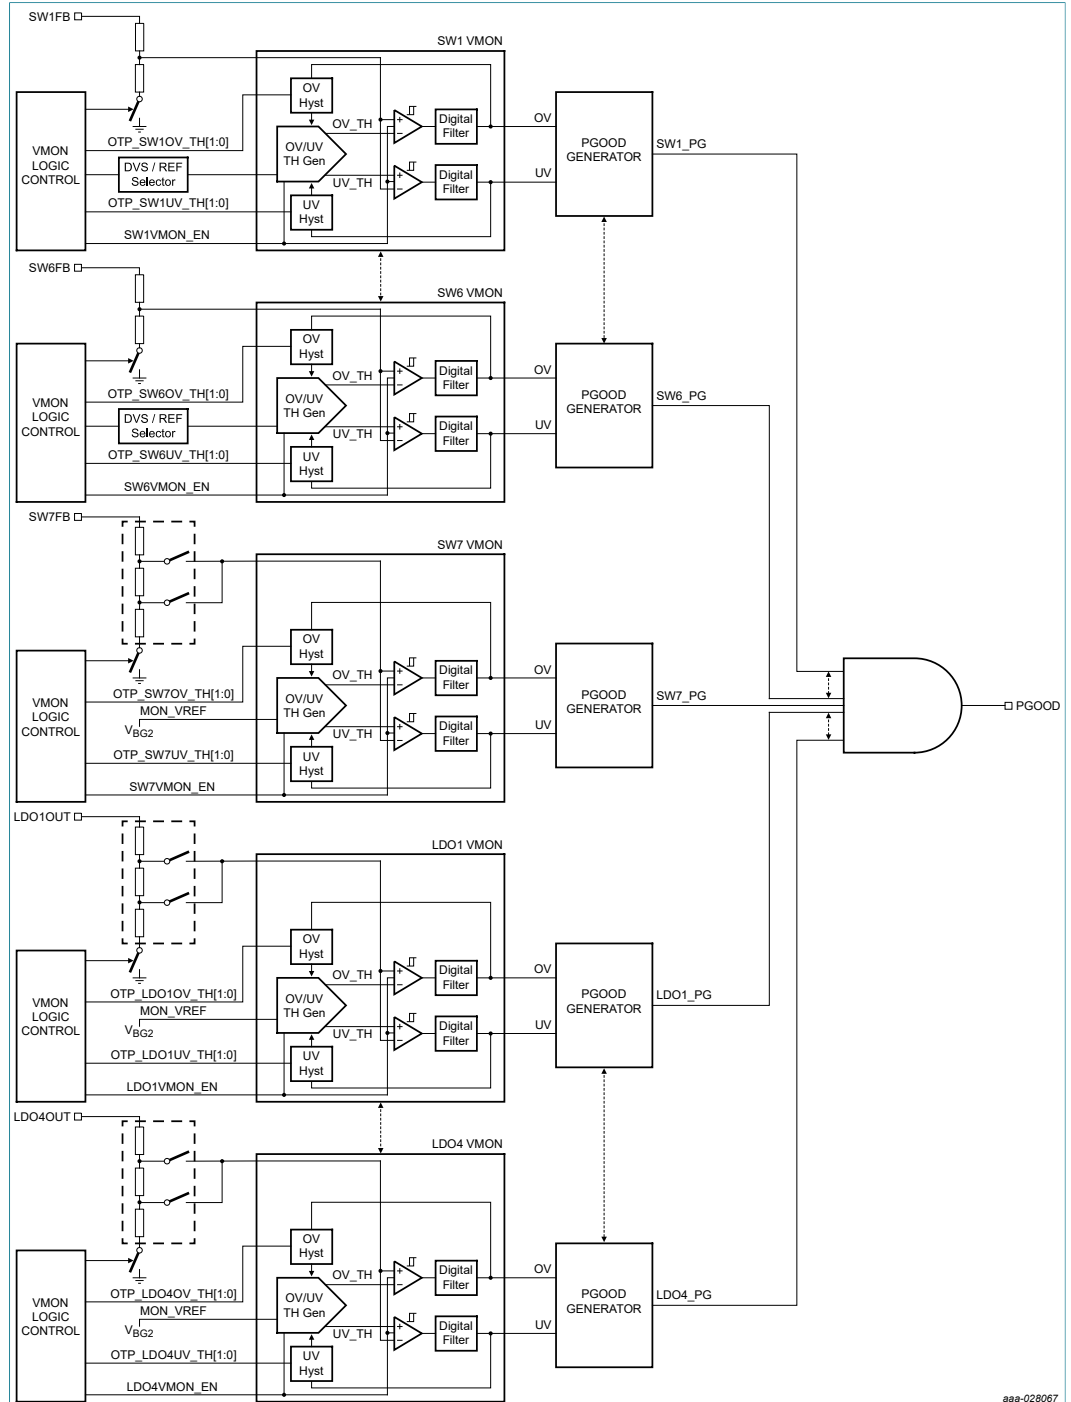 SW1FB
SW1 VMON
VMON
LOGIC
CONTROL
OTP_SW1OV_TH[1:0]
DVS / REF
Selector
OTP_SW1UV_TH[1:0]
SW1VMON_EN
OV
Hyst
OV/UV
TH Gen
UV
Hyst
OV_TH
UV_TH
+
−
+
−
Digital
Filter
Digital
Filter
OV
UV
PGOOD
GENERATOR
SW1_PG
SW6FB
SW6 VMON
VMON
LOGIC
CONTROL
OTP_SW6OV_TH[1:0]
DVS / REF
Selector
OTP_SW6UV_TH[1:0]
SW6VMON_EN
OV
Hyst
OV/UV
TH Gen
UV
Hyst
OV_TH
UV_TH
+
−
+
−
Digital
Filter
Digital
Filter
OV
UV
PGOOD
GENERATOR
SW6_PG
SW7FB
SW7 VMON
VMON
LOGIC
CONTROL
OTP_SW7OV_TH[1:0]
MON_VREF
VBG2
OTP_SW7UV_TH[1:0]
SW7VMON_EN
OV
Hyst
OV/UV
TH Gen
UV
Hyst
OV_TH
UV_TH
+
−
+
−
Digital
Filter
Digital
Filter
OV
UV
PGOOD
GENERATOR
SW7_PG
PGOOD
LDO1OUT
LDO1 VMON
VMON
LOGIC
CONTROL
OTP_LDO1OV_TH[1:0]
MON_VREF
VBG2
OTP_LDO1UV_TH[1:0]
LDO1VMON_EN
OV
Hyst
OV/UV
TH Gen
UV
Hyst
OV_TH
UV_TH
+
−
+
−
Digital
Filter
Digital
Filter
OV
UV
PGOOD
GENERATOR
LDO1_PG
LDO4OUT
LDO4 VMON
VMON
LOGIC
CONTROL
OTP_LDO4OV_TH[1:0]
MON_VREF
VBG2
OTP_LDO4UV_TH[1:0]
LDO4VMON_EN
OV
Hyst
OV/UV
TH Gen
UV
Hyst
OV_TH
UV_TH
+
−
+
−
Digital
Filter
Digital
Filter
OV
UV
PGOOD
GENERATOR
LDO4_PG
aaa-028067